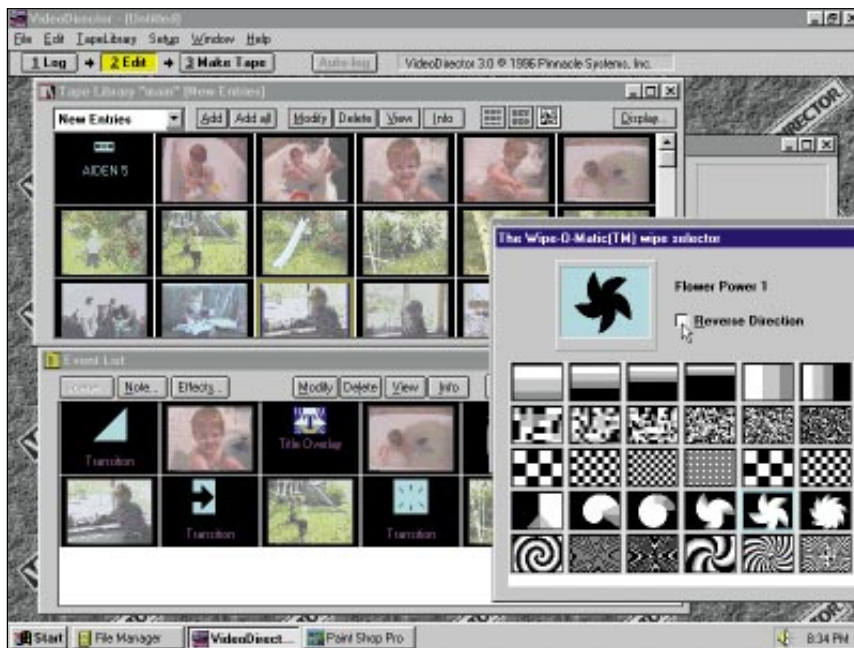 VideoDirector - [Untitled]
File Edit TapeLibrary Setup Window Help
1 Log 2 Edit 3 Make Tape Auto-log VideoDirector 3.0 © 1996 Pinnacle Systems, Inc.
Tape Library "main" [New Entries]
New Entries Add Add all Modify Delete View Info Display...
AIDEN 5
The Wipe-O-Matic(TM) wipe selector
Flower Power 1
Reverse Direction
Event List
Note... Effects... Modify Delete View Info
Transition
Title Overlay
Transition
Transition
Start File Manager VideoDirect... Paint Shop Pro 8:34 PM